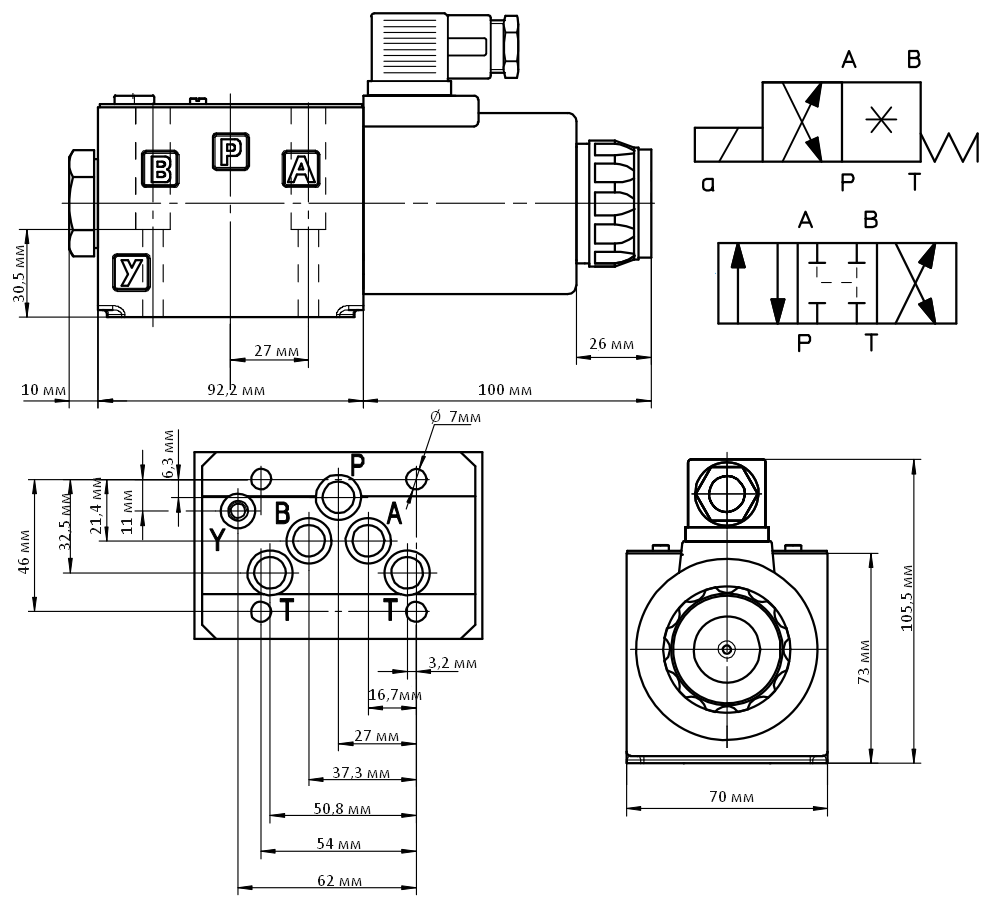 A B
a P T
B P A
Y
A B
P T
30,5 мм
27 мм
26 мм
10 мм
92,2 мм
100 мм
Ø 7мм
6,3 мм
11 мм
21,4 мм
32,5 мм
46 мм
P
B A
Y
T T
3,2 мм
16,7мм
27 мм
37,3 мм
50,8 мм
54 мм
62 мм
105,5 мм
73 мм
70 мм